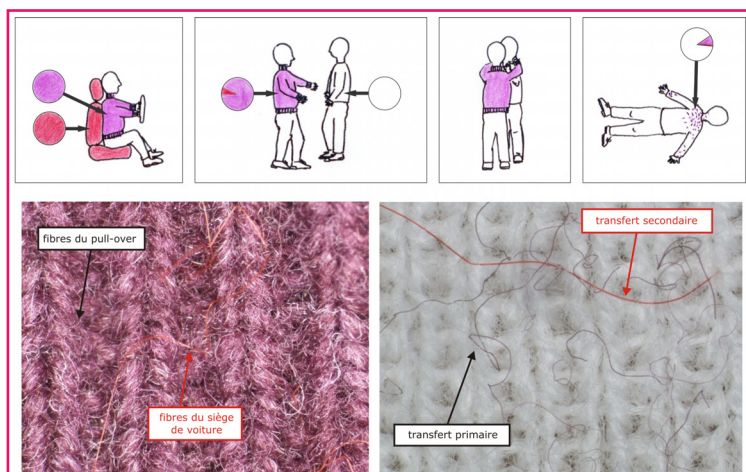 fibres du pull-over
transfert secondaire
fibres du siège
de voiture
transfert primaire